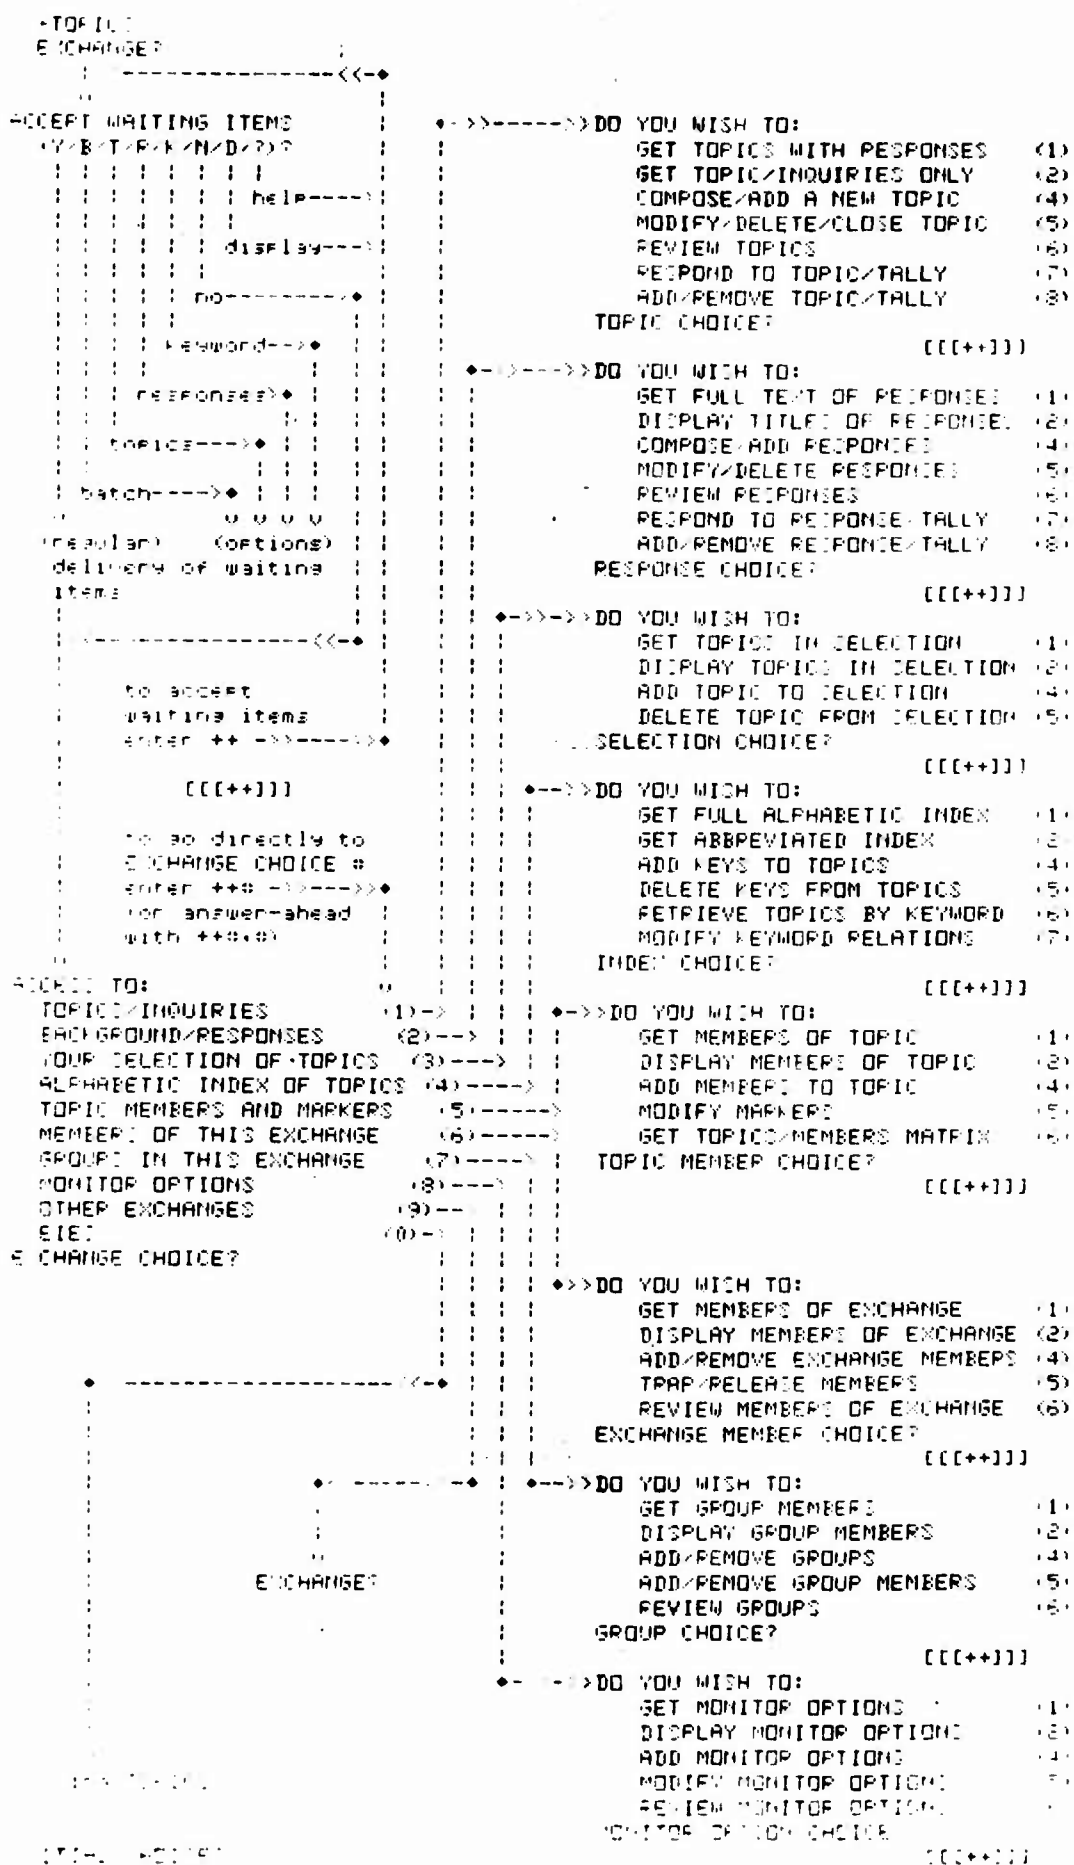 +TOPICS
EXCHANGE?
ACCEPT WAITING ITEMS
(Y/B/T/R/K/N/D/?)?
help---->
display--->
no--------->
keyword-->
responses>
topics--->
batch---->
(regular) (options)
delivery of waiting
items
to accept
waiting items
enter ++ ->>---->>
[[[++]]]
to go directly to
EXCHANGE CHOICE #
enter ++# ->>--->>
for answer-ahead
with ++#(#)
ACCESS TO:
TOPICS/INQUIRIES (1)->
BACKGROUND/RESPONSES (2)-->
YOUR SELECTION OF TOPICS (3)--->
ALPHABETIC INDEX OF TOPICS (4)---->
TOPIC MEMBERS AND MARKERS (5)----->
MEMBERS OF THIS EXCHANGE (6)----->
GROUPS IN THIS EXCHANGE (7)---->
MONITOR OPTIONS (8)--->
OTHER EXCHANGES (9)--
EIES (0)->
EXCHANGE CHOICE?
EXCHANGE?
->>----->>DO YOU WISH TO:
GET TOPICS WITH RESPONSES (1)
GET TOPIC/INQUIRIES ONLY (2)
COMPOSE/ADD A NEW TOPIC (4)
MODIFY/DELETE/CLOSE TOPIC (5)
REVIEW TOPICS (6)
RESPOND TO TOPIC/TALLY (7)
ADD/REMOVE TOPIC/TALLY (8)
TOPIC CHOICE?
[[[++]]]
DO YOU WISH TO:
GET FULL TEXT OF RESPONSES (1)
DISPLAY TITLES OF RESPONSES (2)
COMPOSE/ADD RESPONSES (4)
MODIFY/DELETE RESPONSES (5)
REVIEW RESPONSES (6)
RESPOND TO RESPONSE/TALLY (7)
ADD/REMOVE RESPONSE/TALLY (8)
RESPONSE CHOICE?
[[[++]]]
->>->>DO YOU WISH TO:
GET TOPICS IN SELECTION (1)
DISPLAY TOPICS IN SELECTION (2)
ADD TOPIC TO SELECTION (4)
DELETE TOPIC FROM SELECTION (5)
SELECTION CHOICE?
[[[++]]]
-->>DO YOU WISH TO:
GET FULL ALPHABETIC INDEX (1)
GET ABBREVIATED INDEX (2)
ADD KEYS TO TOPICS (4)
DELETE KEYS FROM TOPICS (5)
RETRIEVE TOPICS BY KEYWORD (6)
MODIFY KEYWORD RELATIONS (7)
INDEX CHOICE?
[[[++]]]
->>DO YOU WISH TO:
GET MEMBERS OF TOPIC (1)
DISPLAY MEMBERS OF TOPIC (2)
ADD MEMBERS TO TOPIC (4)
MODIFY MARKERS (5)
GET TOPICS/MEMBERS MATRIX (6)
TOPIC MEMBER CHOICE?
[[[++]]]
>>DO YOU WISH TO:
GET MEMBERS OF EXCHANGE (1)
DISPLAY MEMBERS OF EXCHANGE (2)
ADD/REMOVE EXCHANGE MEMBERS (4)
TRAP/RELEASE MEMBERS (5)
REVIEW MEMBERS OF EXCHANGE (6)
EXCHANGE MEMBER CHOICE?
[[[++]]]
-->>DO YOU WISH TO:
GET GROUP MEMBERS (1)
DISPLAY GROUP MEMBERS (2)
ADD/REMOVE GROUPS (4)
ADD/REMOVE GROUP MEMBERS (5)
REVIEW GROUPS (6)
GROUP CHOICE?
[[[++]]]
DO YOU WISH TO:
GET MONITOR OPTIONS (1)
DISPLAY MONITOR OPTIONS (2)
ADD MONITOR OPTIONS (4)
MODIFY MONITOR OPTIONS
REVIEW MONITOR OPTIONS
MONITOR OPTION CHOICE
[[[++]]]